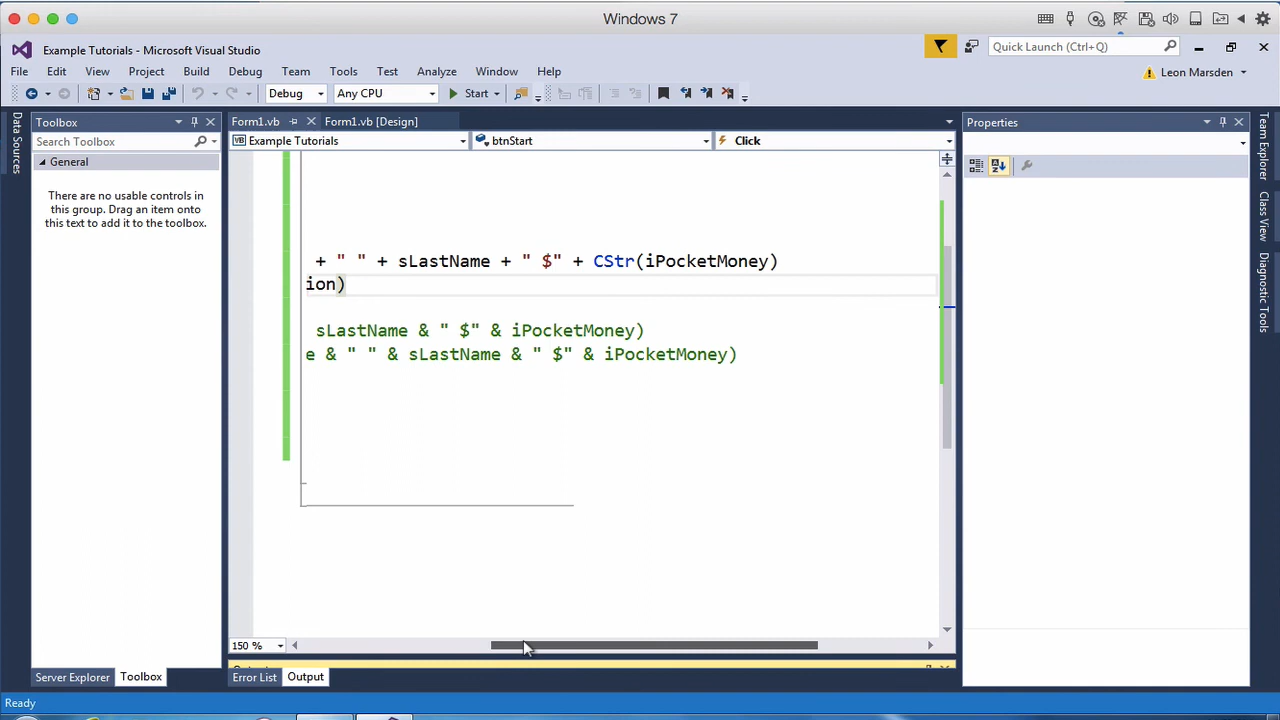 Windows 7
Example Tutorials - Microsoft Visual Studio
Quick Launch (Ctrl+Q)
File Edit View Project Build Debug Team Tools Test Analyze Window Help
Leon Marsden
Debug Any CPU Start
Data Sources
Toolbox
Search Toolbox
General
There are no usable controls in
this group. Drag an item onto
this text to add it to the toolbox.
Server Explorer Toolbox
Form1.vb Form1.vb [Design]
VB Example Tutorials btnStart Click
+ " " + sLastName + " $" + CStr(iPocketMoney)
ion)
sLastName & " $" & iPocketMoney)
e & " " & sLastName & " $" & iPocketMoney)
150 %
Error List Output
Properties
Team Explorer
Class View
Diagnostic Tools
Ready